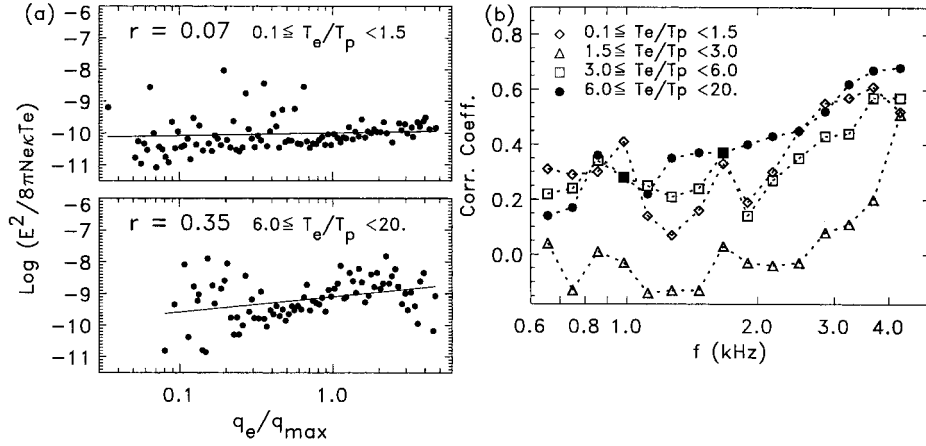 (a)
-6
-7
-8
-9
-10
-11
r = 0.07 0.1≦ Te/Tp <1.5
-6
-7
-8
-9
-10
-11
r = 0.35 6.0≦ Te/Tp <20.
Log (E²/8πNeκTe)
0.1 1.0
qe/qmax
(b)
0.8
0.6
0.4
0.2
0.0
◇ 0.1≦ Te/Tp <1.5
△ 1.5≦ Te/Tp <3.0
□ 3.0≦ Te/Tp <6.0
● 6.0≦ Te/Tp <20.
Corr. Coeff.
0.6 0.8 1.0 2.0 3.0 4.0
f (kHz)